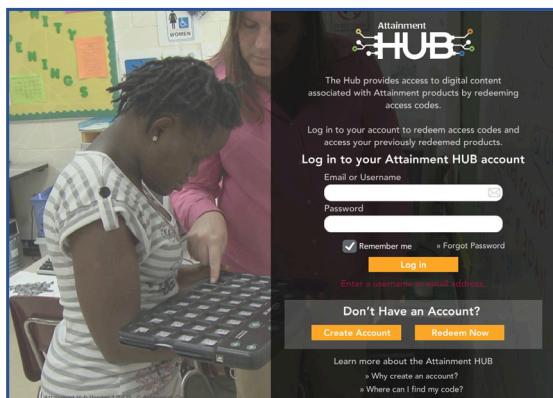 WOMEN
Attainment
HUB
The Hub provides access to digital content
associated with Attainment products by redeeming
access codes.
Log in to your account to redeem access codes and
access your previously redeemed products.
Log in to your Attainment HUB account
Email or Username
Password
Remember me
» Forgot Password
Log in
Enter a username or email address.
Don't Have an Account?
Create Account
Redeem Now
Learn more about the Attainment HUB
» Why create an account?
» Where can I find my code?